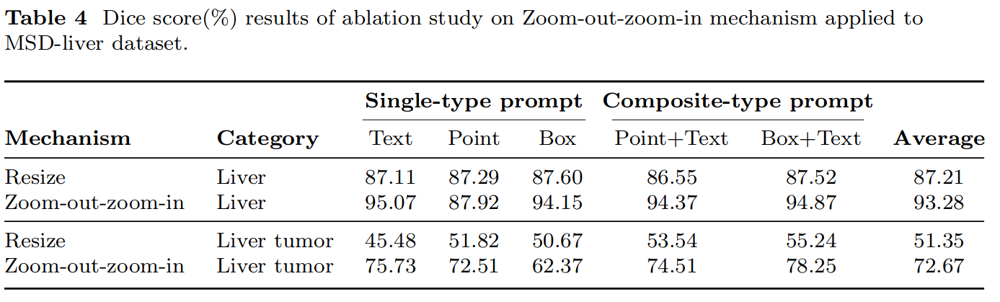 Table 4 Dice score(%) results of ablation study on Zoom-out-zoom-in mechanism applied to
MSD-liver dataset.
Single-type prompt Composite-type prompt
Mechanism Category Text Point Box Point+Text Box+Text Average
Resize Liver 87.11 87.29 87.60 86.55 87.52 87.21
Zoom-out-zoom-in Liver 95.07 87.92 94.15 94.37 94.87 93.28
Resize Liver tumor 45.48 51.82 50.67 53.54 55.24 51.35
Zoom-out-zoom-in Liver tumor 75.73 72.51 62.37 74.51 78.25 72.67